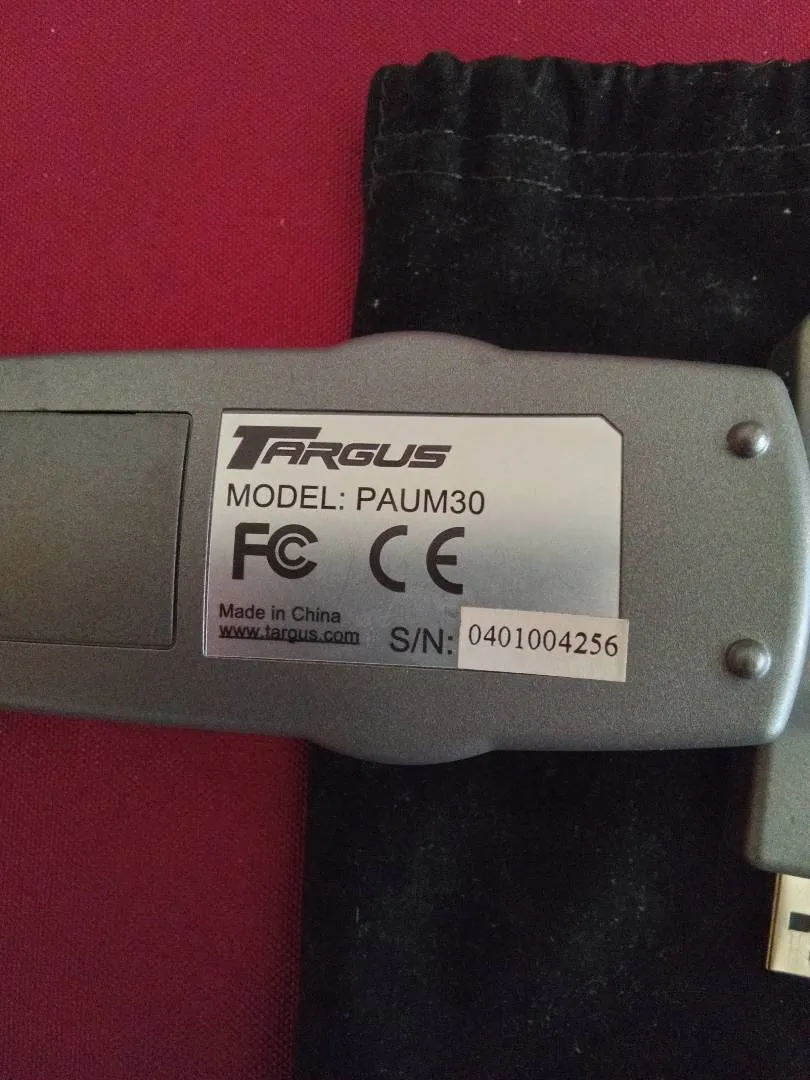 TARGUS
MODEL: PAUM30
FC CE
Made in China
www.targus.com
S/N: 0401004256